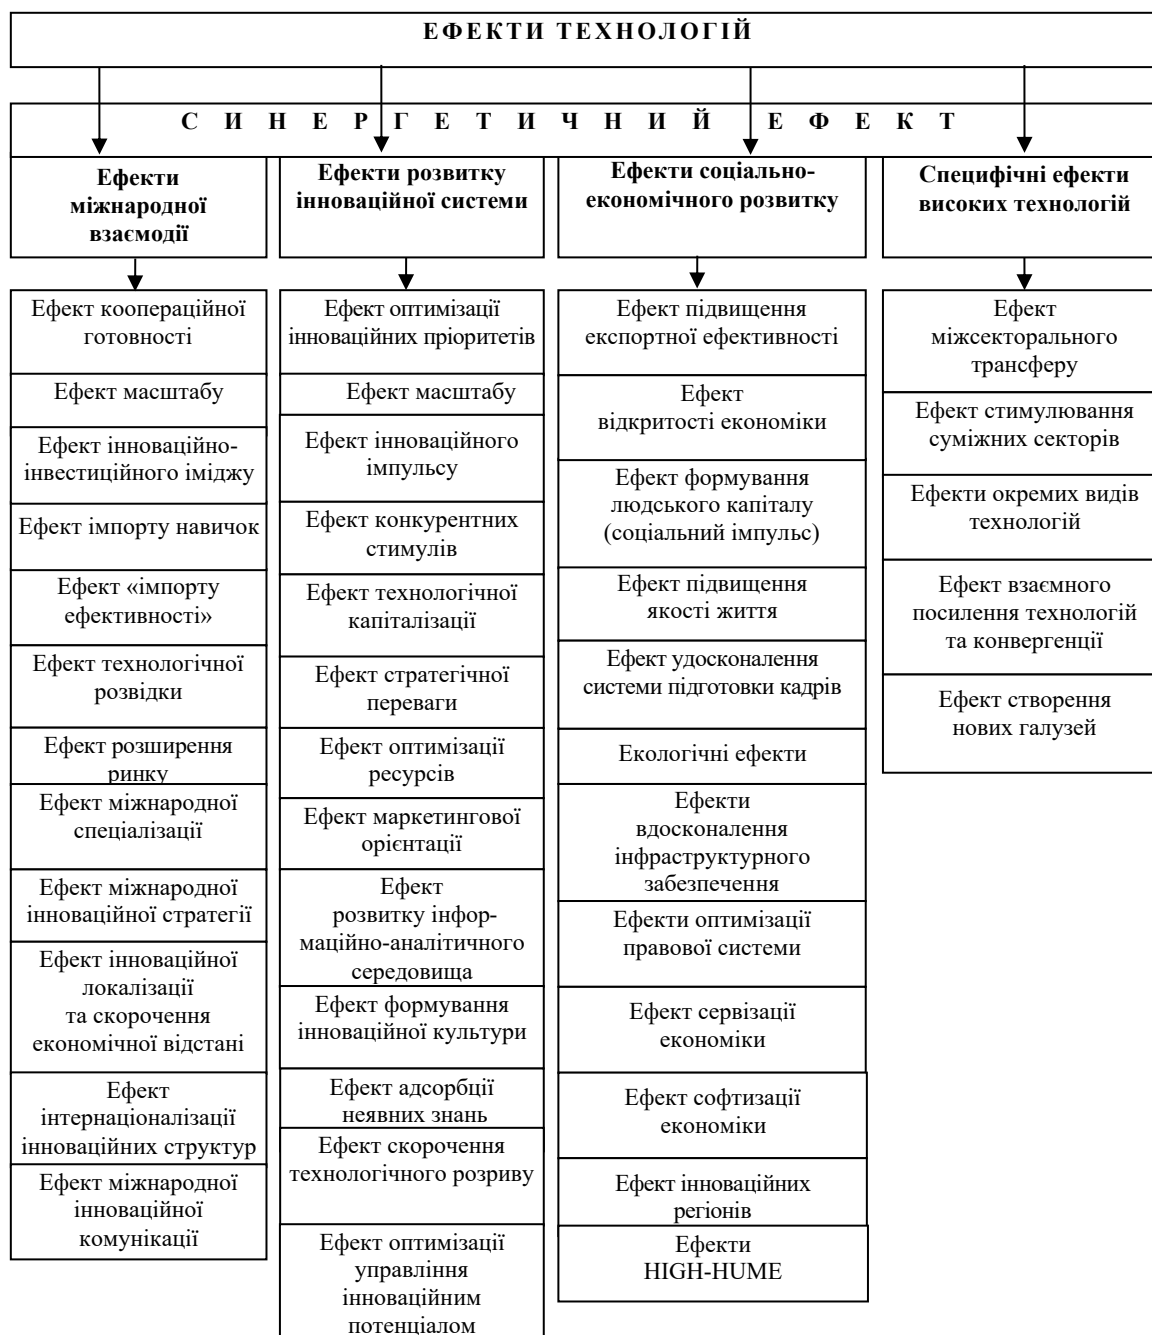 ЕФЕКТИ ТЕХНОЛОГІЙ
СИНЕРГЕТИЧНИЙ ЕФЕКТ
Ефекти
міжнародної
взаємодії
Ефекти розвитку
інноваційної системи
Ефекти соціально-
економічного розвитку
Специфічні ефекти
високих технологій
Ефект коопераційної
готовності
Ефект масштабу
Ефект інноваційно-
інвестиційного іміджу
Ефект імпорту навичок
Ефект «імпорту
ефективності»
Ефект технологічної
розвідки
Ефект розширення
ринку
Ефект міжнародної
спеціалізації
Ефект міжнародної
інноваційної стратегії
Ефект інноваційної
локалізації
та скорочення
економічної відстані
Ефект
інтернаціоналізації
інноваційних структур
Ефект міжнародної
інноваційної
комунікації
Ефект оптимізації
інноваційних пріоритетів
Ефект масштабу
Ефект інноваційного
імпульсу
Ефект конкурентних
стимулів
Ефект технологічної
капіталізації
Ефект стратегічної
переваги
Ефект оптимізації
ресурсів
Ефект маркетингової
орієнтації
Ефект
розвитку інфор-
маційно-аналітичного
середовища
Ефект формування
інноваційної культури
Ефект адсорбції
неявних знань
Ефект скорочення
технологічного розриву
Ефект оптимізації
управління
інноваційним
потенціалом
Ефект підвищення
експортної ефективності
Ефект
відкритості економіки
Ефект формування
людського капіталу
(соціальний імпульс)
Ефект підвищення
якості життя
Ефект удосконалення
системи підготовки кадрів
Екологічні ефекти
Ефекти
вдосконалення
інфраструктурного
забезпечення
Ефекти оптимізації
правової системи
Ефект сервізації
економіки
Ефект софтизації
економіки
Ефект інноваційних
регіонів
Ефекти
HIGH-HUME
Ефект
міжсекторального
трансферу
Ефект стимулювання
суміжних секторів
Ефекти окремих видів
технологій
Ефект взаємного
посилення технологій
та конвергенції
Ефект створення
нових галузей